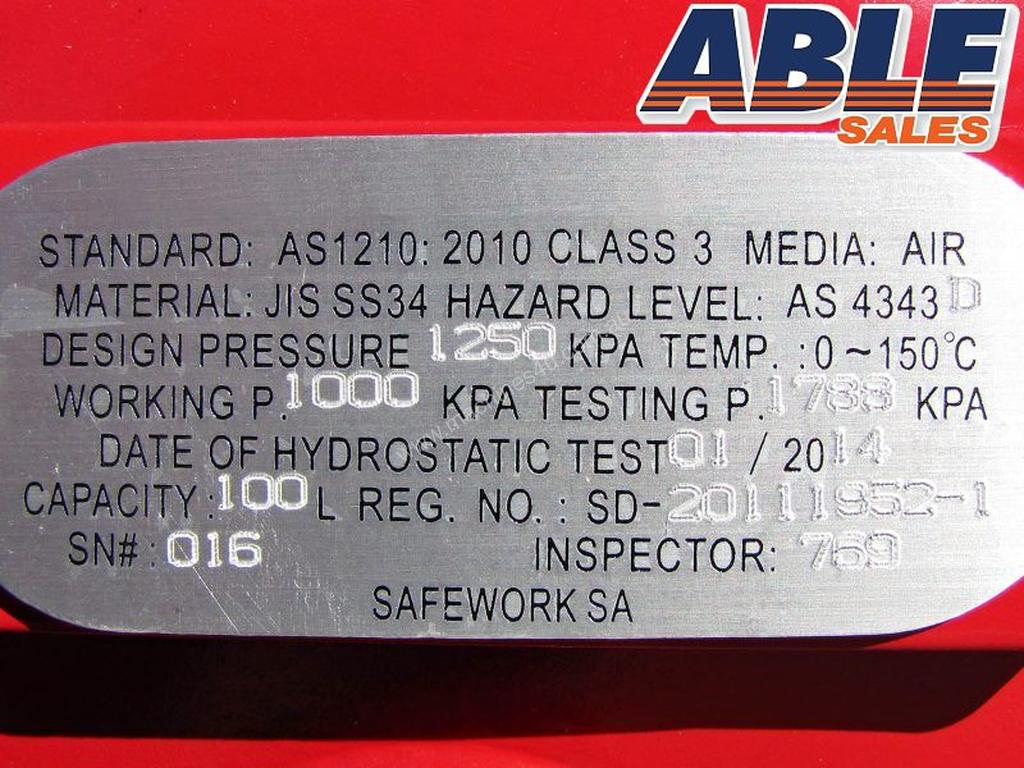 ABLE
SALES
STANDARD: AS1210: 2010 CLASS 3 MEDIA: AIR
MATERIAL: JIS SS34 HAZARD LEVEL: AS 4343 D
DESIGN PRESSURE 1250 KPA TEMP. :0~150°C
WORKING P. 1000 KPA TESTING P. 1788 KPA
DATE OF HYDROSTATIC TEST 01 / 2014
CAPACITY :100 L REG. NO. : SD-20111952-1
SN# : 016 INSPECTOR: 769
SAFEWORK SA